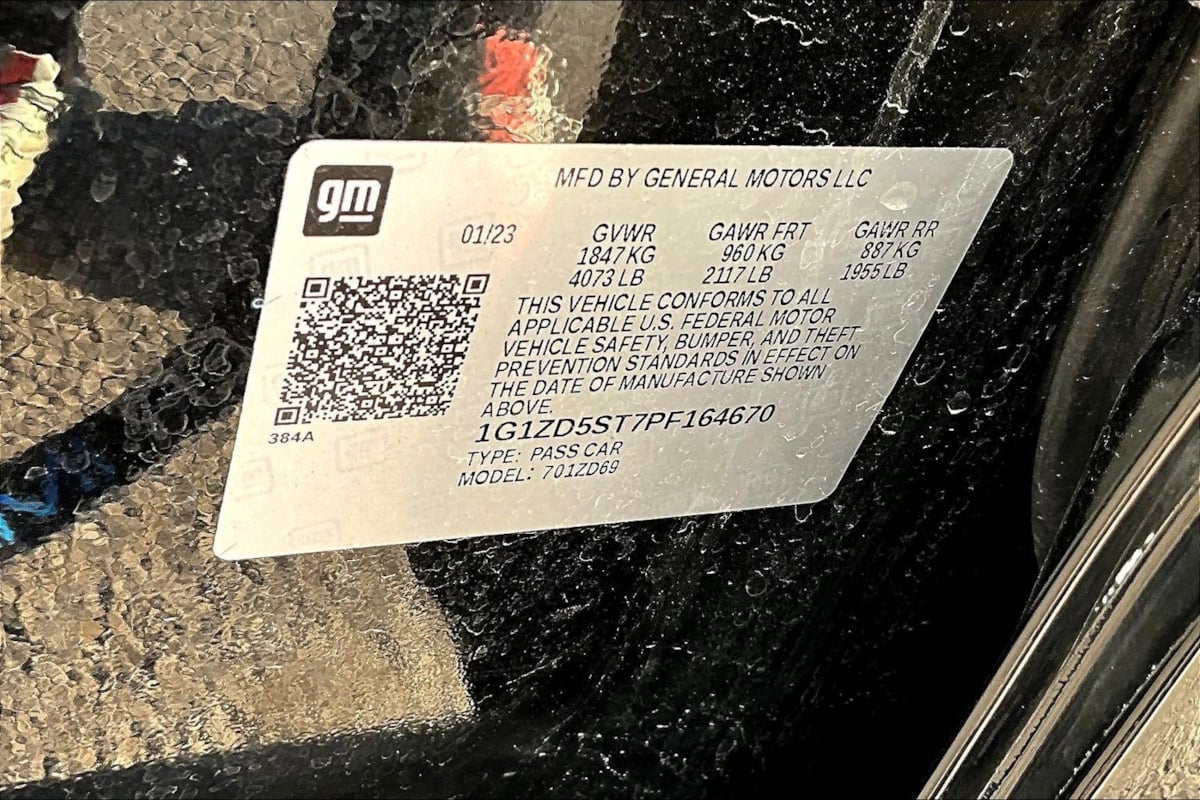 gm
MFD BY GENERAL MOTORS LLC
01/23 GVWR GAWR FRT GAWR RR
1847 KG 960 KG 887 KG
4073 LB 2117 LB 1955 LB
THIS VEHICLE CONFORMS TO ALL
APPLICABLE U.S. FEDERAL MOTOR
VEHICLE SAFETY, BUMPER, AND THEFT
PREVENTION STANDARDS IN EFFECT ON
THE DATE OF MANUFACTURE SHOWN
ABOVE.
384A
1G1ZD5ST7PF164670
TYPE: PASS CAR
MODEL: 701ZD69